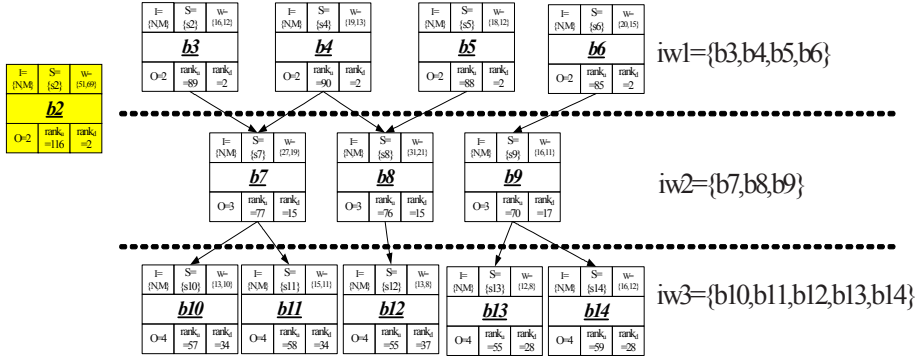 I= S= w=
{N,M} {s2} {16,12}
b3
O=2 ranku rankd
=89 =2
I= S= w=
{N,M} {s4} {19,13}
b4
O=2 ranku rankd
=90 =2
I= S= w=
{N,M} {s5} {18,12}
b5
O=2 ranku rankd
=88 =2
I= S= w=
{N,M} {s6} {20,15}
b6
O=2 ranku rankd
=85 =2
iw1={b3,b4,b5,b6}
I= S= w=
{N,M} {s2} {51,69}
b2
O=2 ranku rankd
=116 =2
I= S= w=
{N,M} {s7} {27,19}
b7
O=3 ranku rankd
=77 =15
I= S= w=
{N,M} {s8} {31,21}
b8
O=3 ranku rankd
=76 =15
I= S= w=
{N,M} {s9} {16,11}
b9
O=3 ranku rankd
=70 =17
iw2={b7,b8,b9}
I= S= w=
{N,M} {s10} {13,10}
b10
O=4 ranku rankd
=57 =34
I= S= w=
{N,M} {s11} {15,11}
b11
O=4 ranku rankd
=58 =34
I= S= w=
{N,M} {s12} {13,8}
b12
O=4 ranku rankd
=55 =37
I= S= w=
{N,M} {s13} {12,8}
b13
O=4 ranku rankd
=55 =28
I= S= w=
{N,M} {s14} {16,12}
b14
O=4 ranku rankd
=59 =28
iw3={b10,b11,b12,b13,b14}